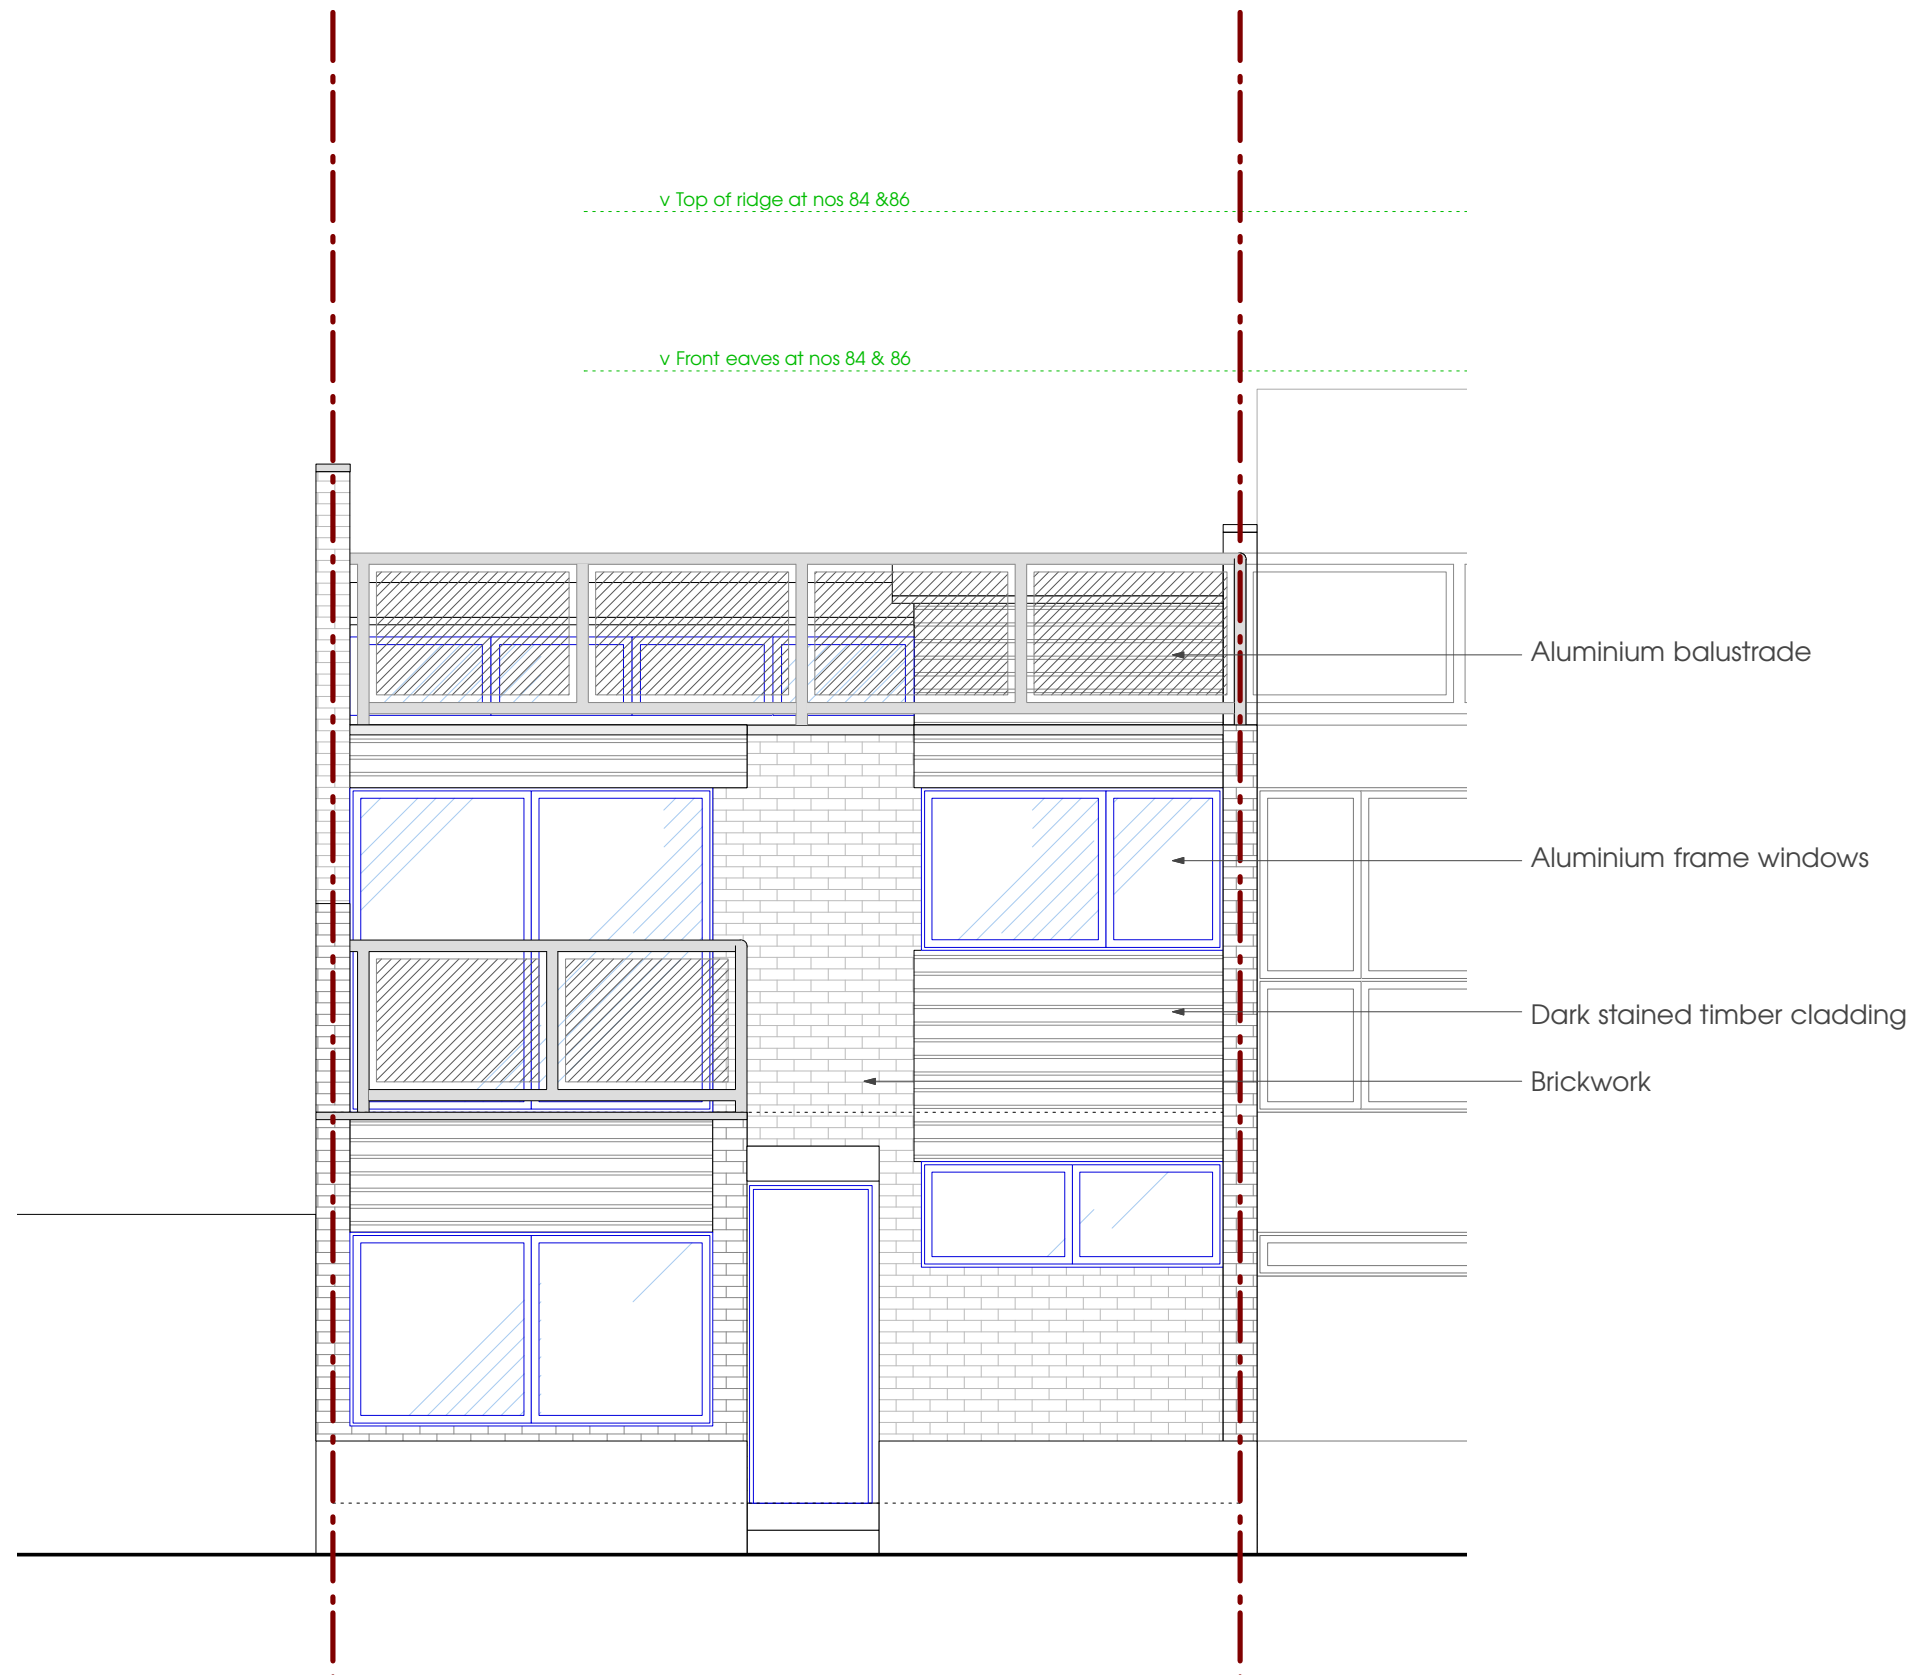 v Top of ridge at nos 84 &86
v Front eaves at nos 84 & 86
Aluminium balustrade
Aluminium frame windows
Dark stained timber cladding
Brickwork